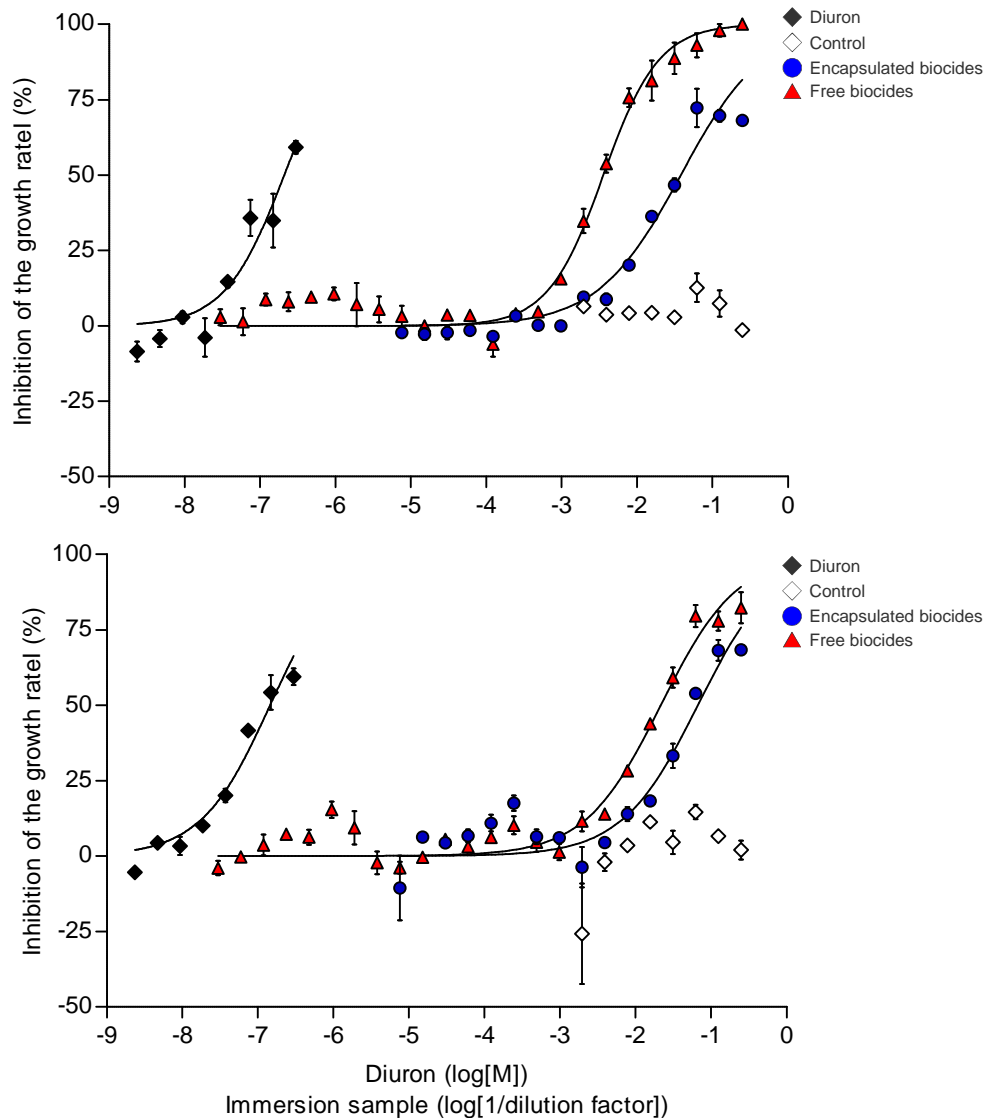 100
75
50
25
0
-25
-50
-9 -8 -7 -6 -5 -4 -3 -2 -1 0
Inhibition of the growth ratel (%)
Diuron
Control
Encapsulated biocides
Free biocides
100
75
50
25
0
-25
-50
-9 -8 -7 -6 -5 -4 -3 -2 -1 0
Inhibition of the growth ratel (%)
Diuron
Control
Encapsulated biocides
Free biocides
Diuron (log[M])
Immersion sample (log[1/dilution factor])